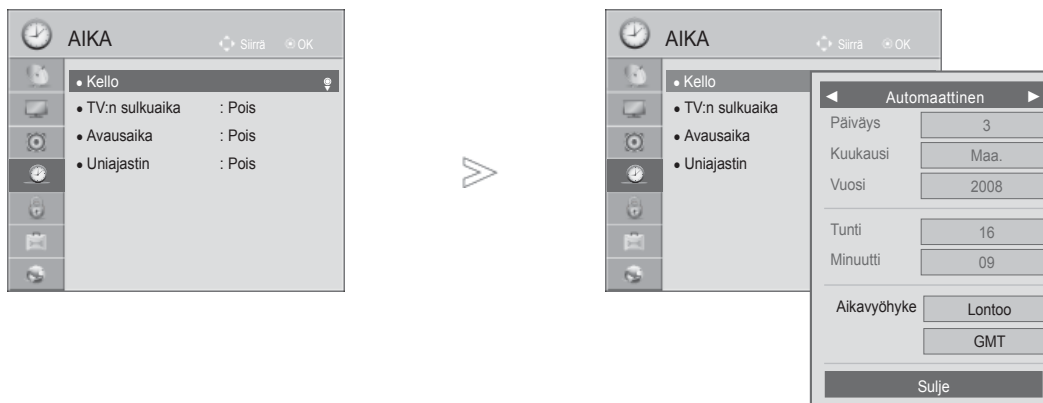 AIKA Siirrä OK
• Kello
• TV:n sulkuaika : Pois
• Avausaika : Pois
• Uniajastin : Pois
AIKA Siirrä OK
• Kello
• TV:n sulkuaika
• Avausaika
• Uniajastin
◄ Automaattinen ►
Päiväys 3
Kuukausi Maa.
Vuosi 2008
Tunti 16
Minuutti 09
Aikavyöhyke Lontoo
GMT
Sulje